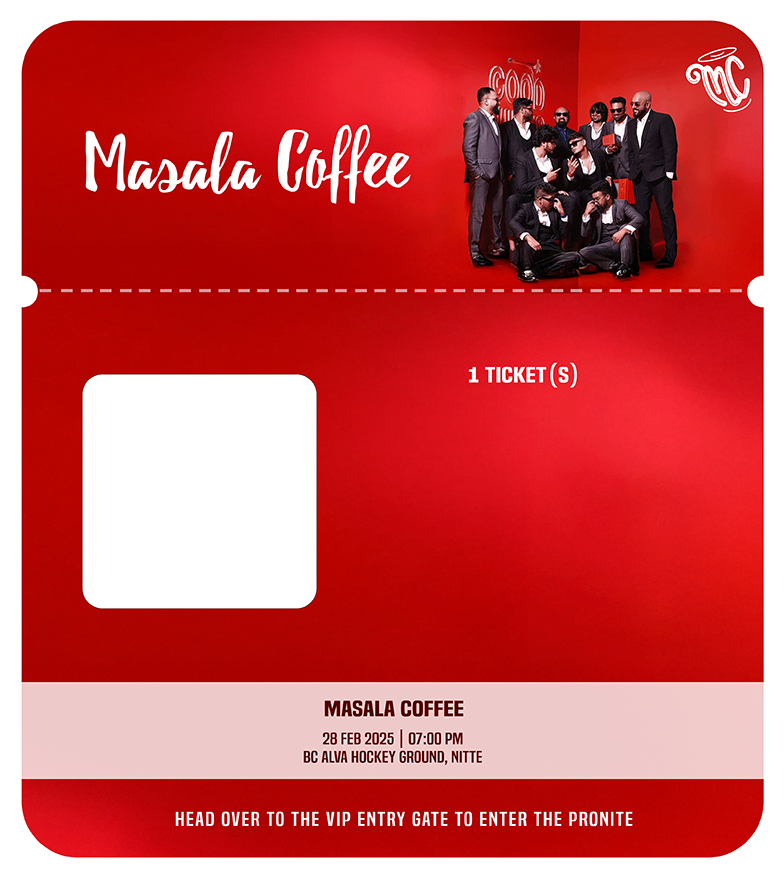 Masala Coffee
MC
1 TICKET(S)
MASALA COFFEE
28 FEB 2025 | 07:00 PM
BC ALVA HOCKEY GROUND, NITTE
HEAD OVER TO THE VIP ENTRY GATE TO ENTER THE PRONITE